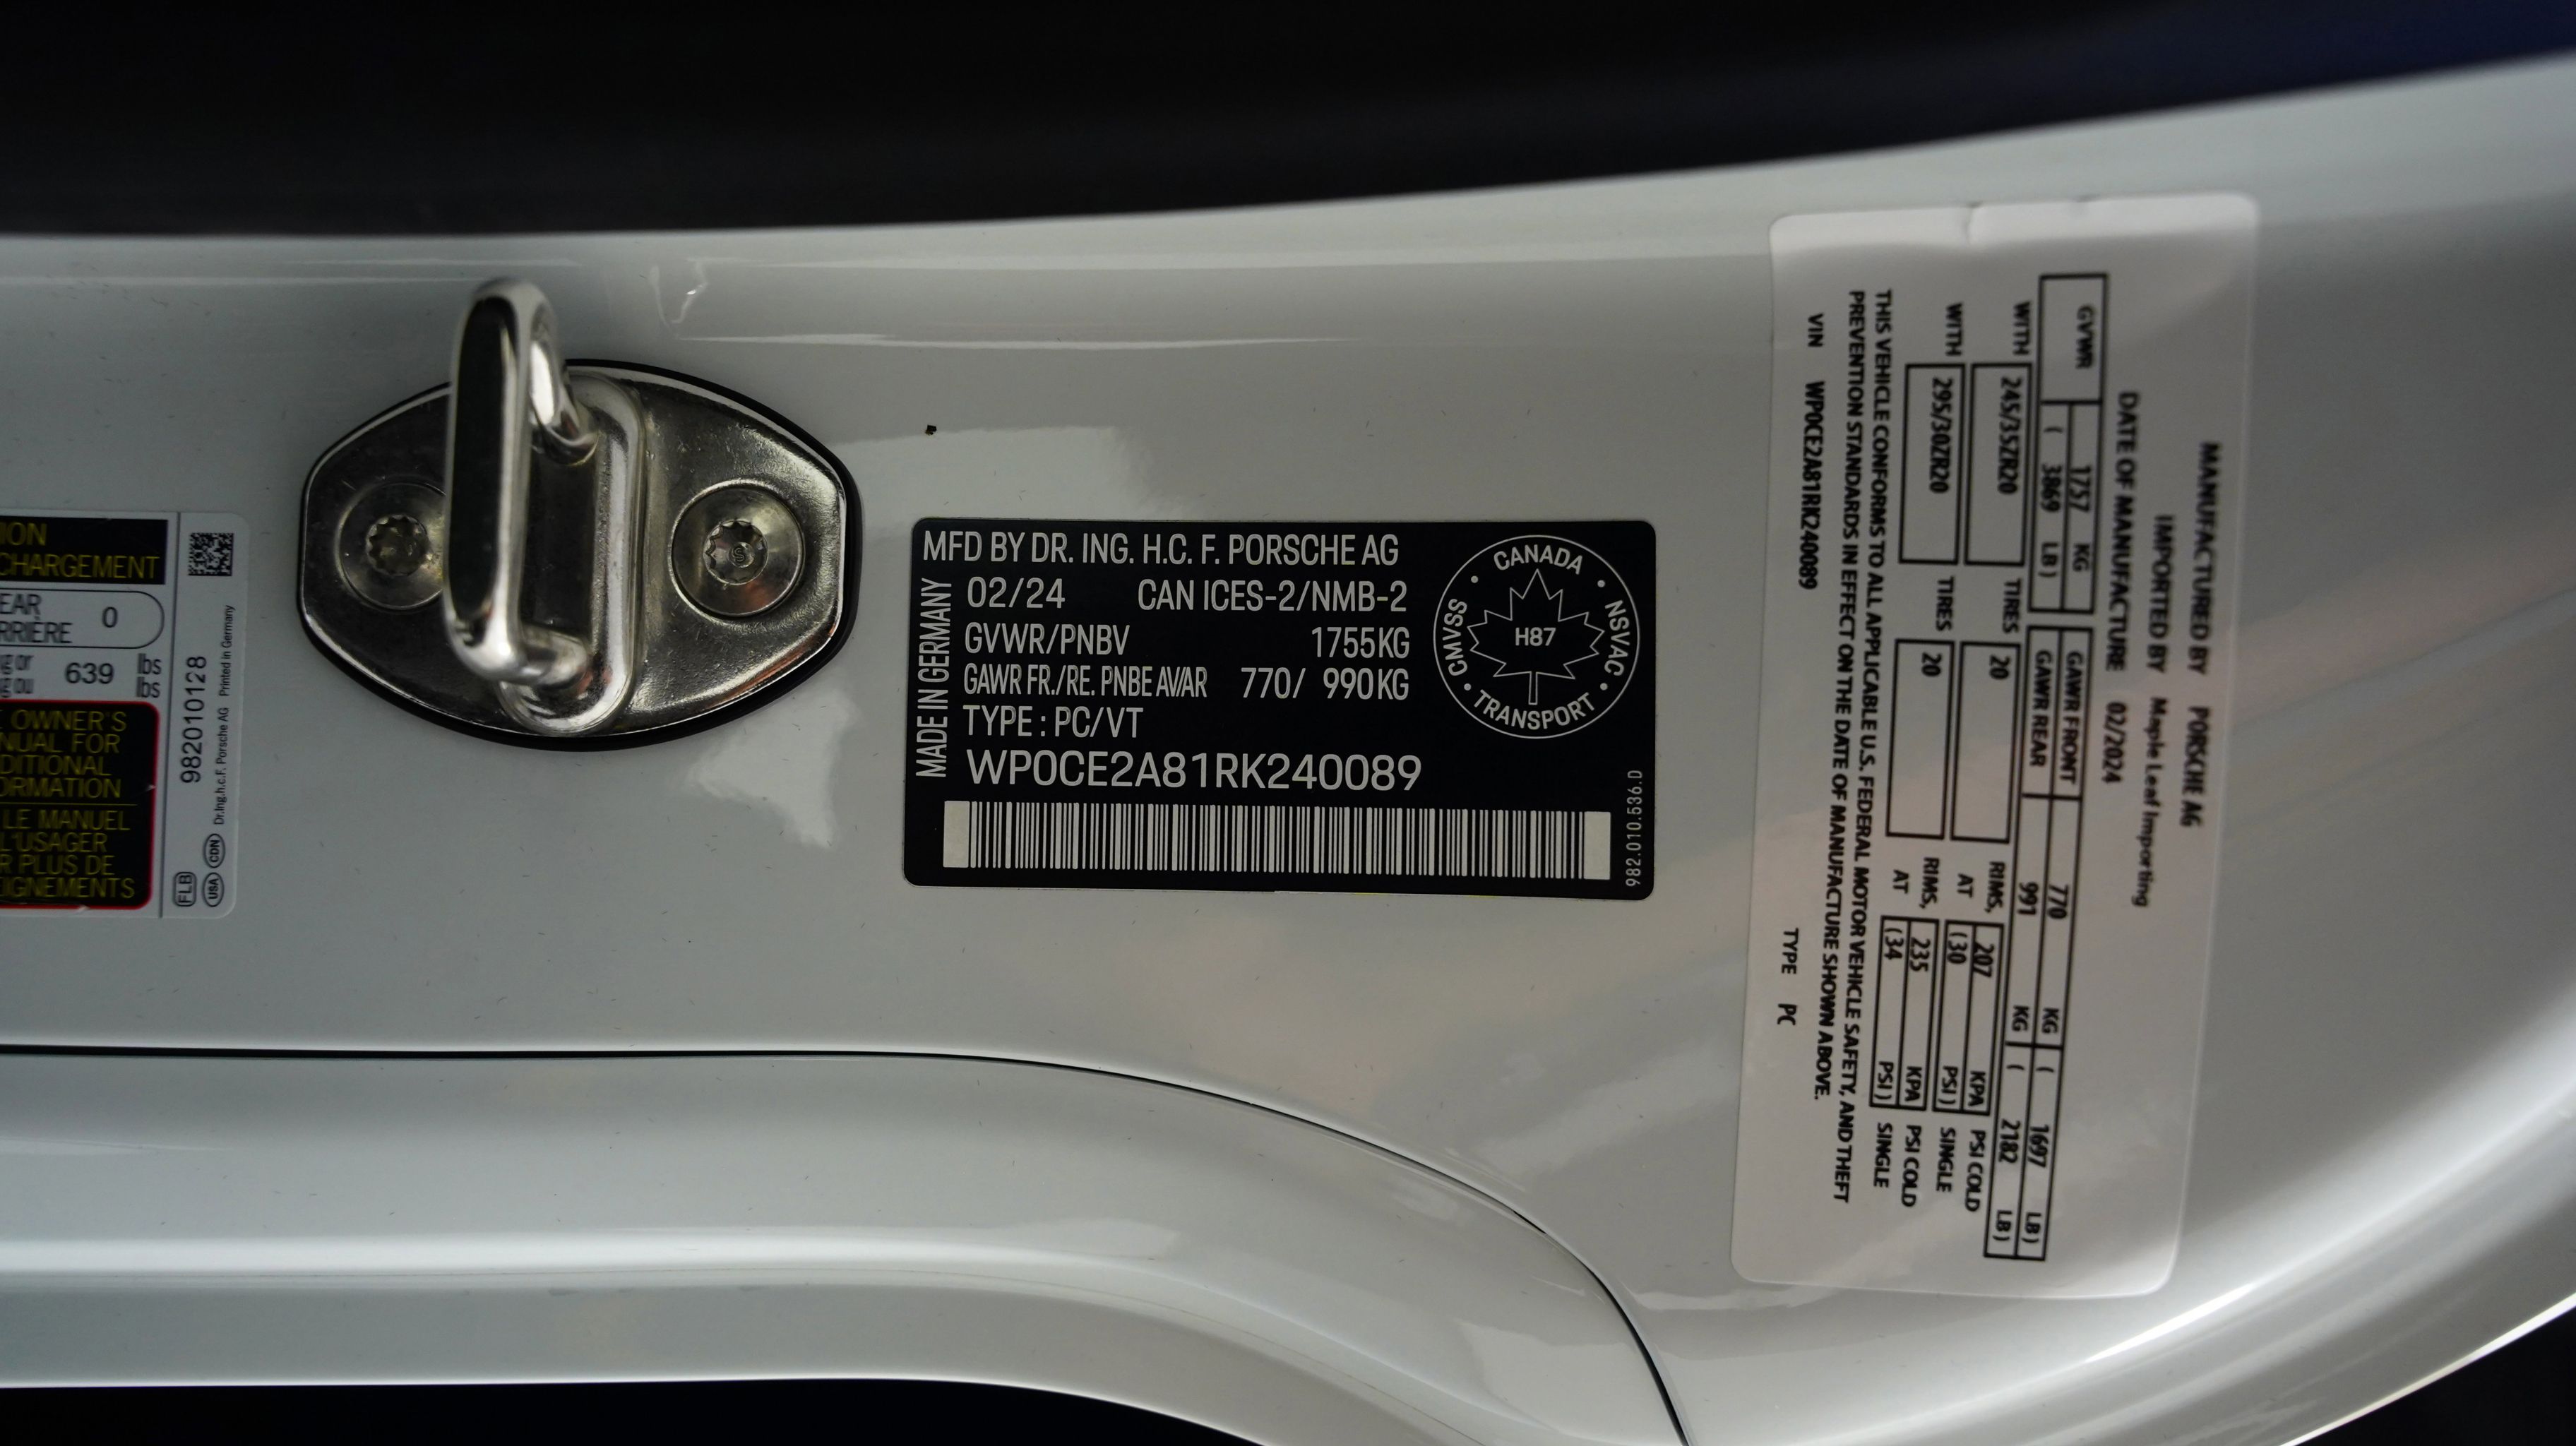 ION
CHARGEMENT
EAR
RRIÈRE
0
g or
g ou
639
lbs
lbs
OWNER'S
NUAL FOR
DITIONAL
ORMATION
LE MANUEL
L'USAGER
R PLUS DE
EIGNEMENTS
982010128
FLB
USA CDN Dr.Ing.h.c.F. Porsche AG Printed in Germany
MFD BY DR. ING. H.C. F. PORSCHE AG
02/24 CAN ICES-2/NMB-2
GVWR/PNBV 1755KG
GAWR FR./RE. PNBE AV/AR 770/ 990KG
TYPE : PC/VT
WP0CE2A81RK240089
MADE IN GERMANY
982.010.536.D
CANADA
NSVAC
TRANSPORT
CMVSS
H87
MANUFACTURED BY PORSCHE AG
IMPORTED BY Maple Leaf Importing
DATE OF MANUFACTURE 02/2024
GVWR 1757 KG GAWR FRONT 770 KG ( 1697 LB )
( 3869 LB ) GAWR REAR 991 KG ( 2182 LB )
WITH 245/35ZR20 TIRES 20 RIMS, 207 KPA PSI COLD
AT (30 PSI ) SINGLE
WITH 295/30ZR20 TIRES 20 RIMS, 235 KPA PSI COLD
AT (34 PSI ) SINGLE
THIS VEHICLE CONFORMS TO ALL APPLICABLE U.S. FEDERAL MOTOR VEHICLE SAFETY, AND THEFT
PREVENTION STANDARDS IN EFFECT ON THE DATE OF MANUFACTURE SHOWN ABOVE.
VIN WP0CE2A81RK240089 TYPE PC